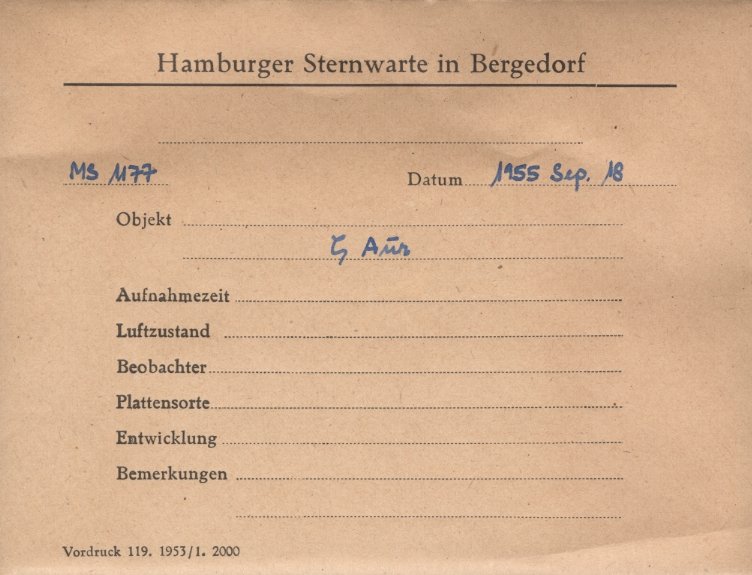 Hamburger Sternwarte in Bergedorf
MS 1177 Datum 1955 Sep. 18
Objekt
ζ Aur
Aufnahmezeit
Luftzustand
Beobachter
Plattensorte
Entwicklung
Bemerkungen
Vordruck 119. 1953/1. 2000